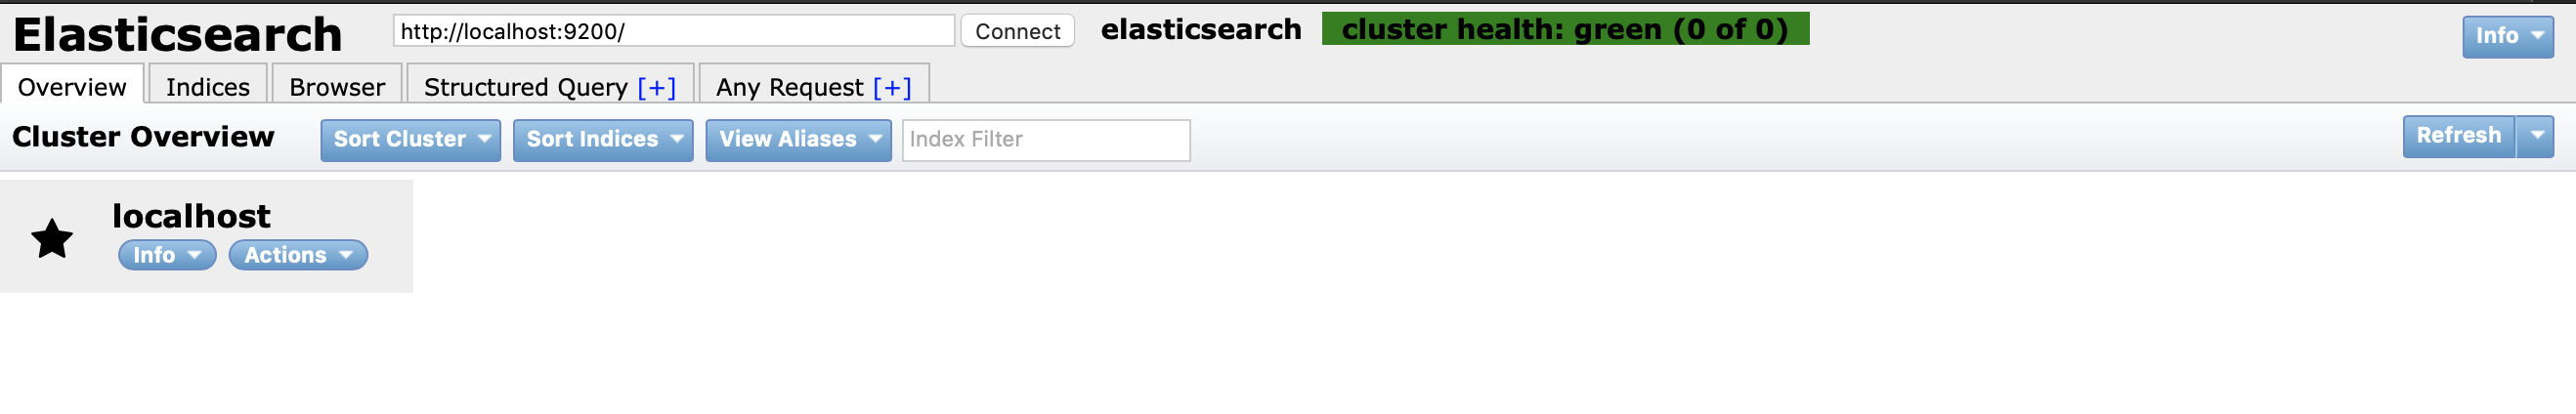 Elasticsearch http://localhost:9200/ Connect elasticsearch cluster health: green (0 of 0) Info
Overview Indices Browser Structured Query [+] Any Request [+]
Cluster Overview Sort Cluster Sort Indices View Aliases Index Filter Refresh
localhost
Info Actions